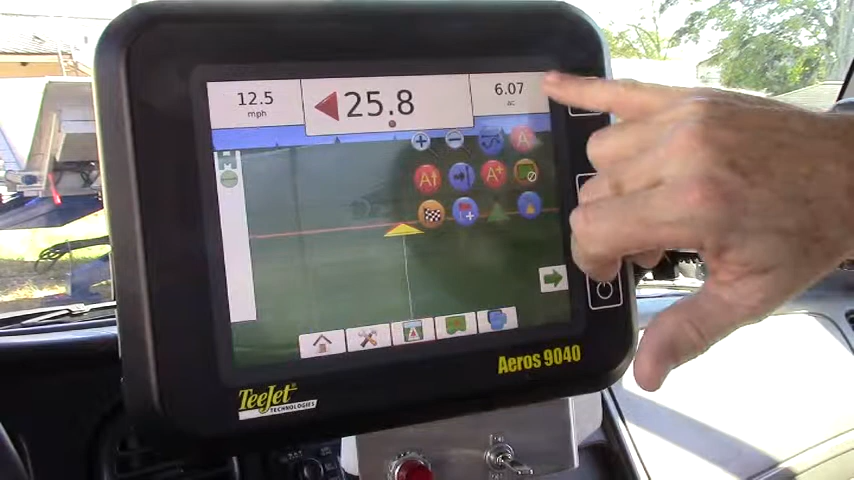 12.5
mph
25.8
6.07
ac
A
A†
A+
Aeros 9040
TeeJet®
TECHNOLOGIES